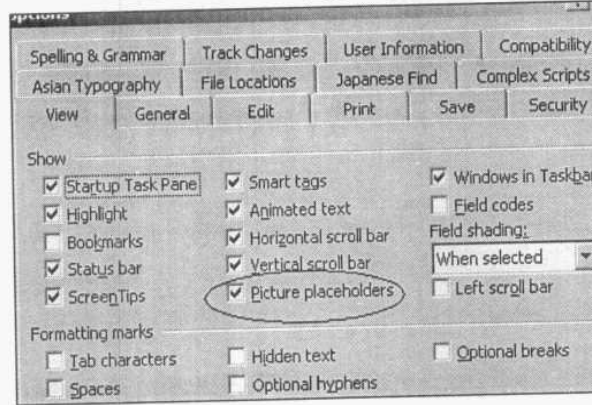 Options
Spelling & Grammar Track Changes User Information Compatibility
Asian Typography File Locations Japanese Find Complex Scripts
View General Edit Print Save Security
Show
Startup Task Pane Smart tags Windows in Taskbar
Highlight Animated text Field codes
Bookmarks Horizontal scroll bar Field shading:
Status bar Vertical scroll bar When selected
ScreenTips Picture placeholders Left scroll bar
Formatting marks
Tab characters Hidden text Optional breaks
Spaces Optional hyphens